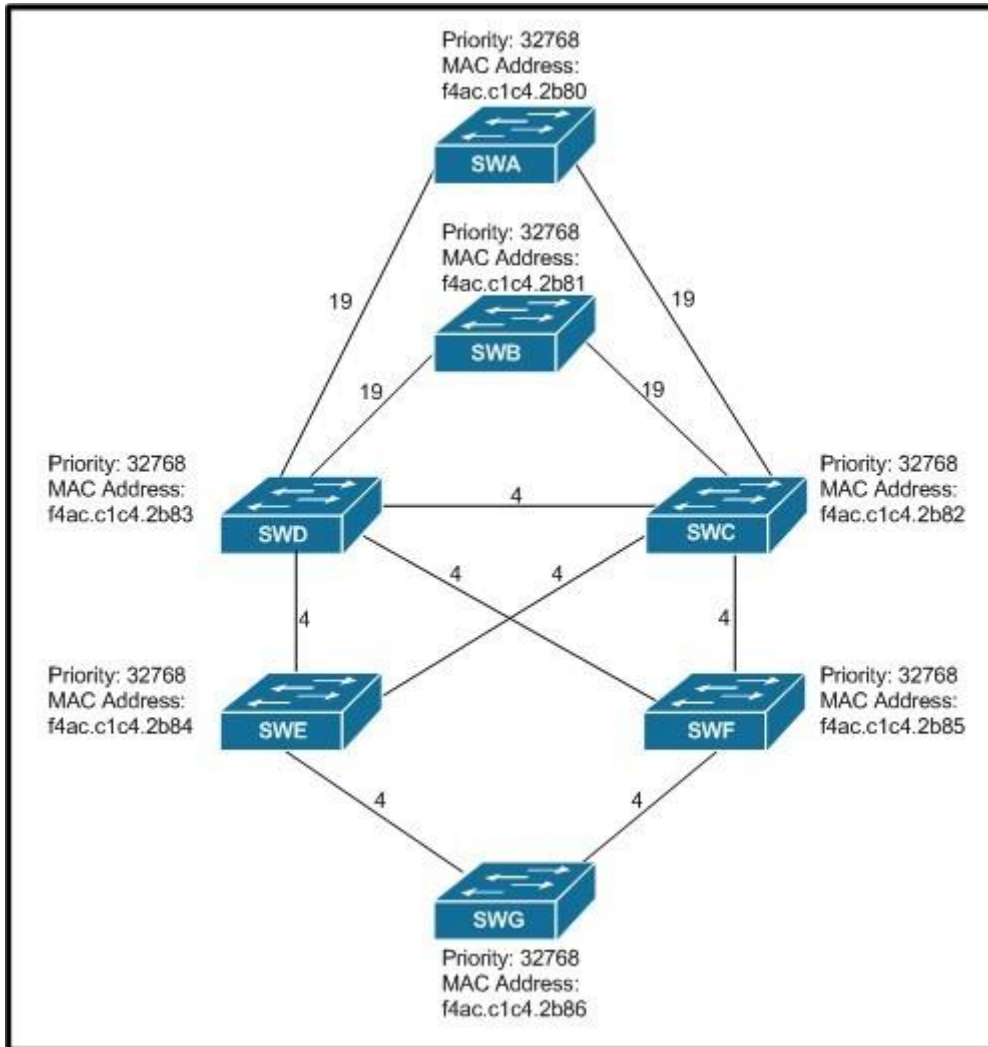 Priority: 32768
MAC Address:
f4ac.c1c4.2b80
SWA
Priority: 32768
MAC Address:
f4ac.c1c4.2b81
19
19
SWB
19
19
Priority: 32768
MAC Address:
f4ac.c1c4.2b83
SWD
4
SWC
Priority: 32768
MAC Address:
f4ac.c1c4.2b82
4
4
4
4
Priority: 32768
MAC Address:
f4ac.c1c4.2b84
SWE
SWF
Priority: 32768
MAC Address:
f4ac.c1c4.2b85
4
4
SWG
Priority: 32768
MAC Address:
f4ac.c1c4.2b86